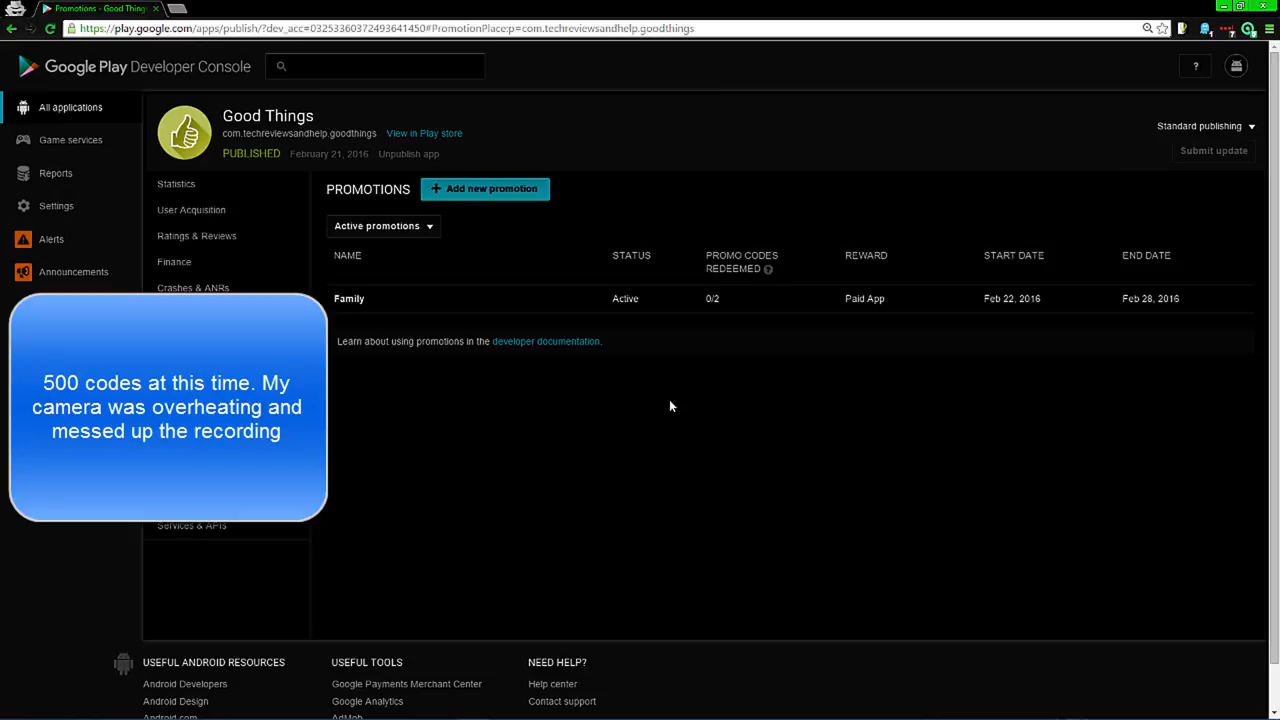 Promotions - Good Thing
https://play.google.com/apps/publish/?dev_acc=03253360372493641450#PromotionPlace:p=com.techreviewsandhelp.goodthings
Google Play Developer Console
?
All applications
Game services
Reports
Settings
Alerts
Announcements
Good Things
com.techreviewsandhelp.goodthings View in Play store
PUBLISHED February 21, 2016 Unpublish app
Standard publishing
Submit update
Statistics
User Acquisition
Ratings & Reviews
Finance
Crashes & ANRs
Services & APIs
PROMOTIONS + Add new promotion
Active promotions
NAME STATUS PROMO CODES REDEEMED ? REWARD START DATE END DATE
Family Active 0/2 Paid App Feb 22, 2016 Feb 28, 2016
Learn about using promotions in the developer documentation.
500 codes at this time. My
camera was overheating and
messed up the recording
USEFUL ANDROID RESOURCES
Android Developers
Android Design
Android.com
USEFUL TOOLS
Google Payments Merchant Center
Google Analytics
AdMob
NEED HELP?
Help center
Contact support